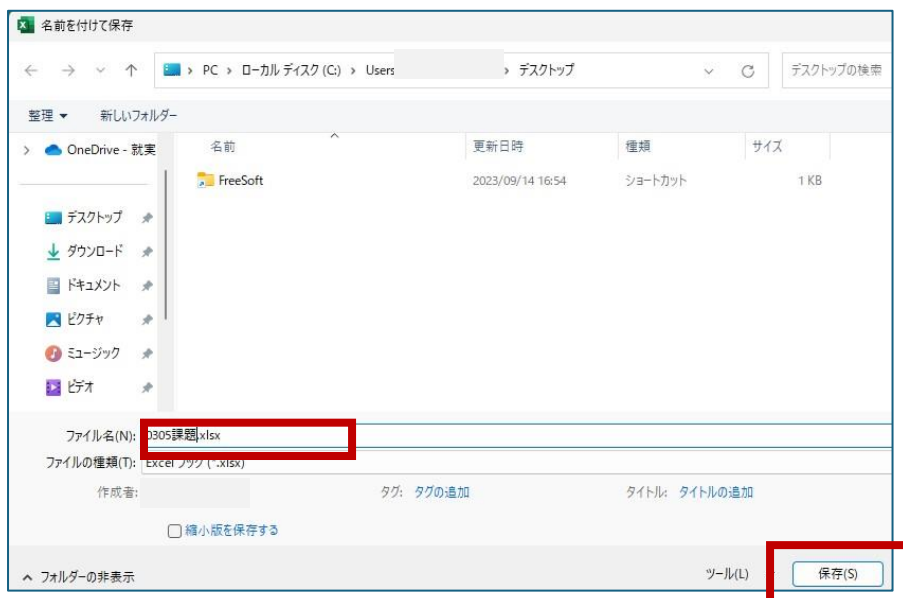 名前を付けて保存
PC › ローカル ディスク (C:) › Users › デスクトップ デスクトップの検索
整理 新しいフォルダー
OneDrive - 就実 名前 更新日時 種類 サイズ
FreeSoft 2023/09/14 16:54 ショートカット 1 KB
デスクトップ
ダウンロード
ドキュメント
ピクチャ
ミュージック
ビデオ
ファイル名(N): 0305課題.xlsx
ファイルの種類(T): Excel ブック (*.xlsx)
作成者: タグ: タグの追加 タイトル: タイトルの追加
縮小版を保存する
フォルダーの非表示 ツール(L) 保存(S)